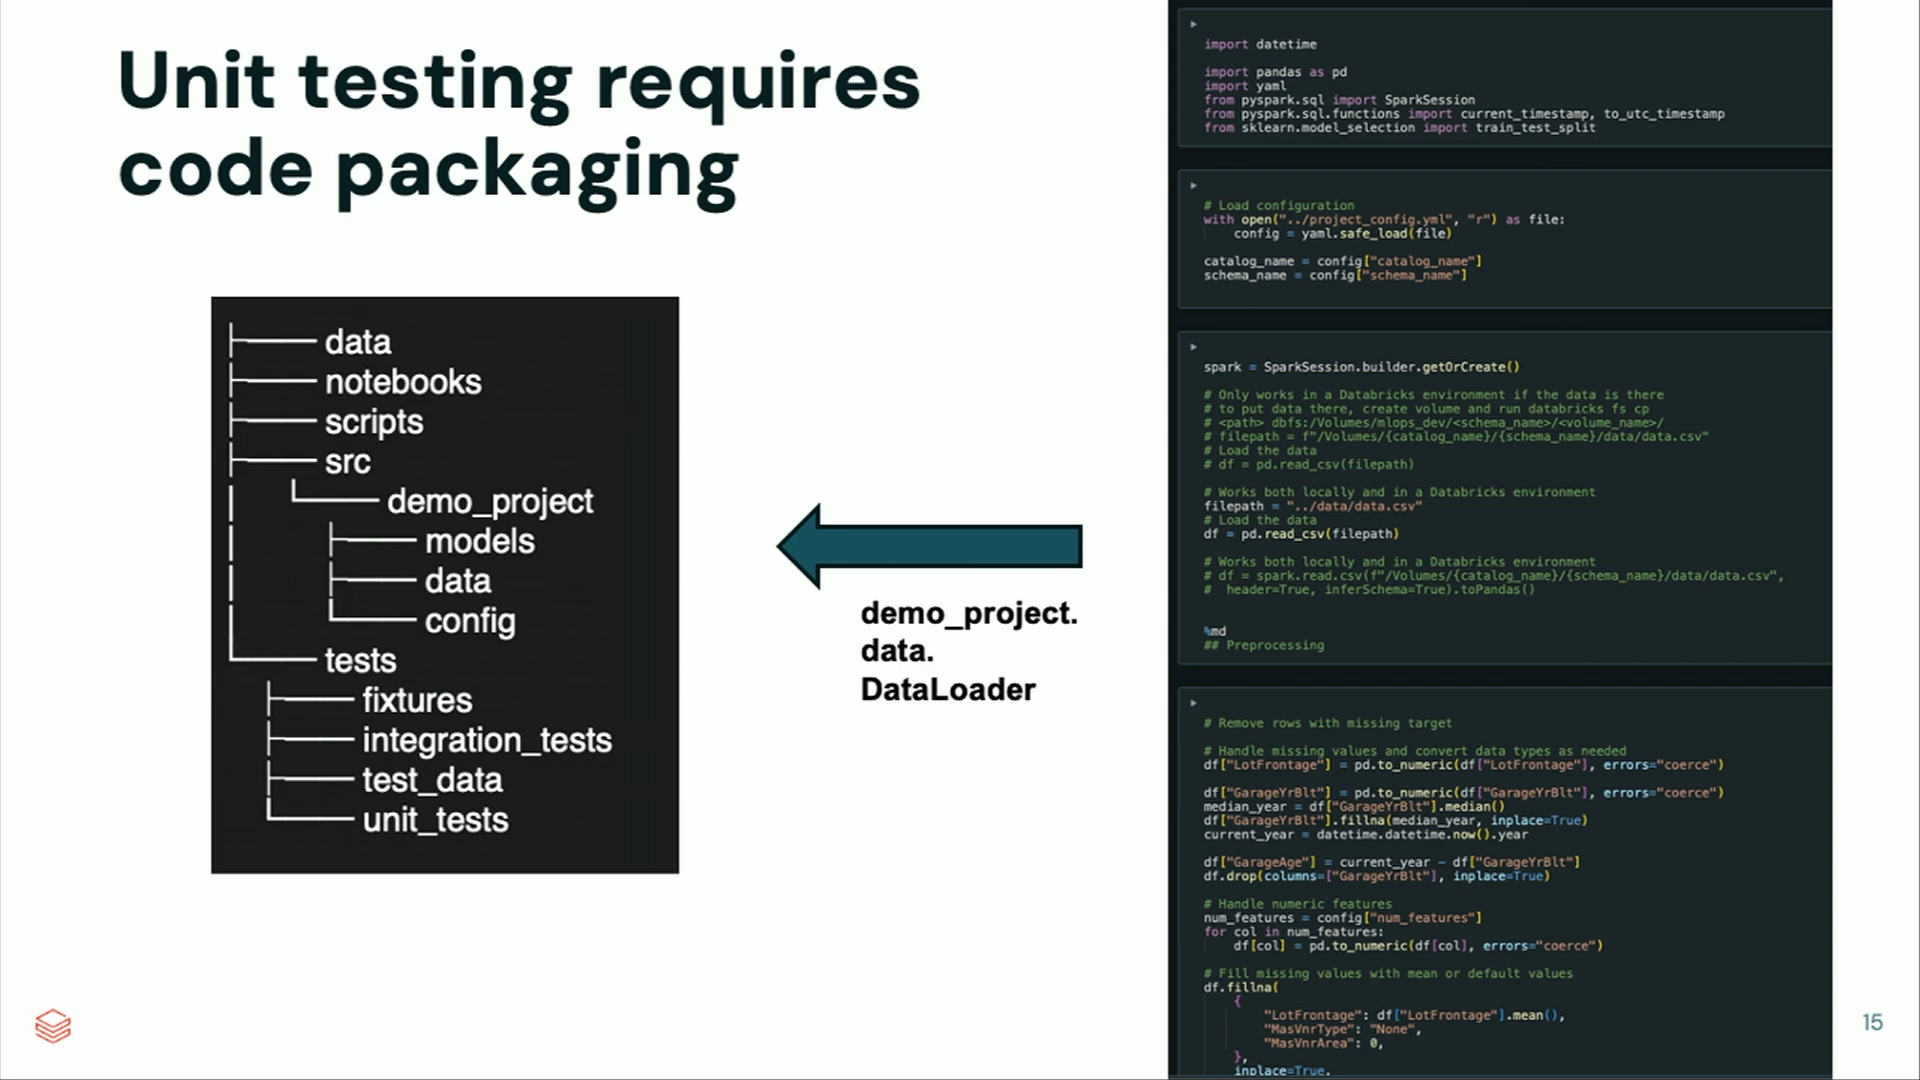 Unit testing requires
code packaging
data
notebooks
scripts
src
demo_project
models
data
config
tests
fixtures
integration_tests
test_data
unit_tests
demo_project.
data.
DataLoader
import datetime
import pandas as pd
import yaml
from pyspark.sql import SparkSession
from pyspark.sql.functions import current_timestamp, to_utc_timestamp
from sklearn.model_selection import train_test_split
# Load configuration
with open("../project_config.yml", "r") as file:
    config = yaml.safe_load(file)
catalog_name = config["catalog_name"]
schema_name = config["schema_name"]
spark = SparkSession.builder.getOrCreate()
# Only works in a Databricks environment if the data is there
# to put data there, create volume and run databricks fs cp
# <path> dbfs:/Volumes/mlops_dev/<schema_name>/<volume_name>/
# filepath = f"/Volumes/{catalog_name}/{schema_name}/data/data.csv"
# Load the data
# df = pd.read_csv(filepath)
# Works both locally and in a Databricks environment
filepath = "../data/data.csv"
# Load the data
df = pd.read_csv(filepath)
# Works both locally and in a Databricks environment
# df = spark.read.csv(f"/Volumes/{catalog_name}/{schema_name}/data/data.csv",
#  header=True, inferSchema=True).toPandas()
%md
## Preprocessing
# Remove rows with missing target
# Handle missing values and convert data types as needed
df["LotFrontage"] = pd.to_numeric(df["LotFrontage"], errors="coerce")
df["GarageYrBlt"] = pd.to_numeric(df["GarageYrBlt"], errors="coerce")
median_year = df["GarageYrBlt"].median()
df["GarageYrBlt"].fillna(median_year, inplace=True)
current_year = datetime.datetime.now().year
df["GarageAge"] = current_year - df["GarageYrBlt"]
df.drop(columns=["GarageYrBlt"], inplace=True)
# Handle numeric features
num_features = config["num_features"]
for col in num_features:
    df[col] = pd.to_numeric(df[col], errors="coerce")
# Fill missing values with mean or default values
df.fillna(
    {
        "LotFrontage": df["LotFrontage"].mean(),
        "MasVnrType": "None",
        "MasVnrArea": 0,
    },
    inplace=True,
15